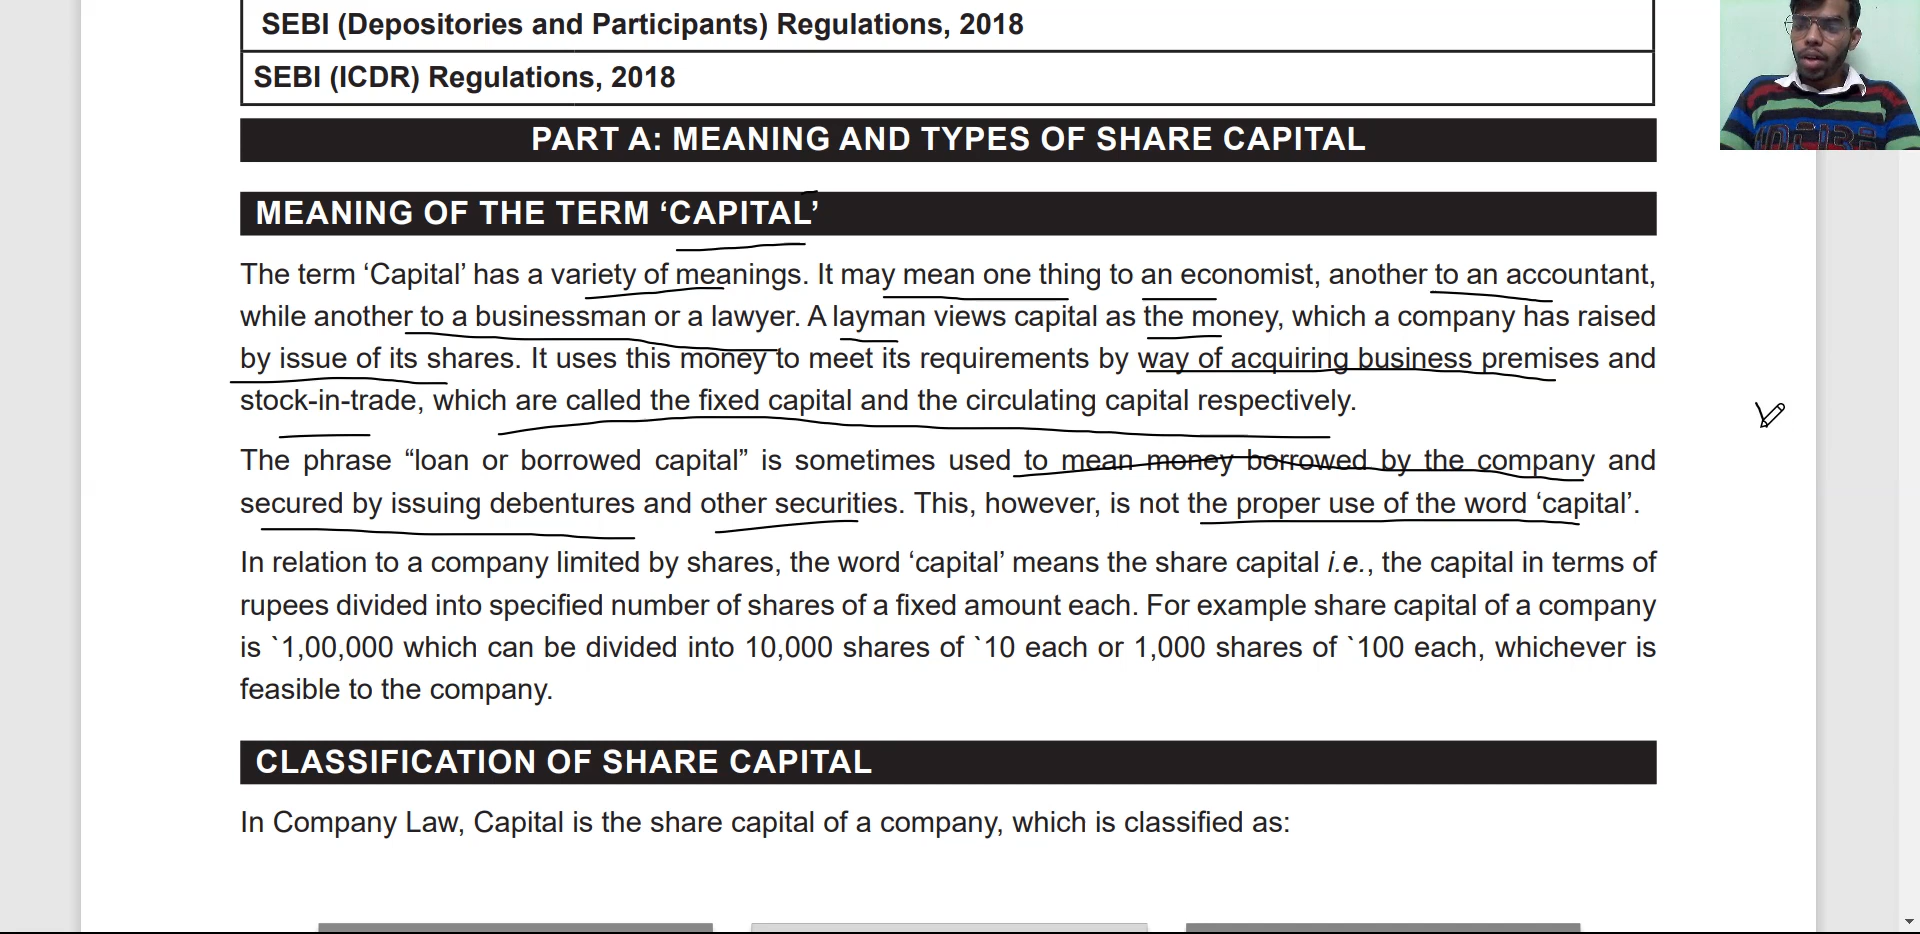 SEBI (Depositories and Participants) Regulations, 2018
SEBI (ICDR) Regulations, 2018
PART A: MEANING AND TYPES OF SHARE CAPITAL
MEANING OF THE TERM ‘CAPITAL’
The term ‘Capital’ has a variety of meanings. It may mean one thing to an economist, another to an accountant,
while another to a businessman or a lawyer. A layman views capital as the money, which a company has raised
by issue of its shares. It uses this money to meet its requirements by way of acquiring business premises and
stock-in-trade, which are called the fixed capital and the circulating capital respectively.
The phrase “loan or borrowed capital” is sometimes used to mean money borrowed by the company and
secured by issuing debentures and other securities. This, however, is not the proper use of the word ‘capital’.
In relation to a company limited by shares, the word ‘capital’ means the share capital i.e., the capital in terms of
rupees divided into specified number of shares of a fixed amount each. For example share capital of a company
is `1,00,000 which can be divided into 10,000 shares of `10 each or 1,000 shares of `100 each, whichever is
feasible to the company.
CLASSIFICATION OF SHARE CAPITAL
In Company Law, Capital is the share capital of a company, which is classified as: